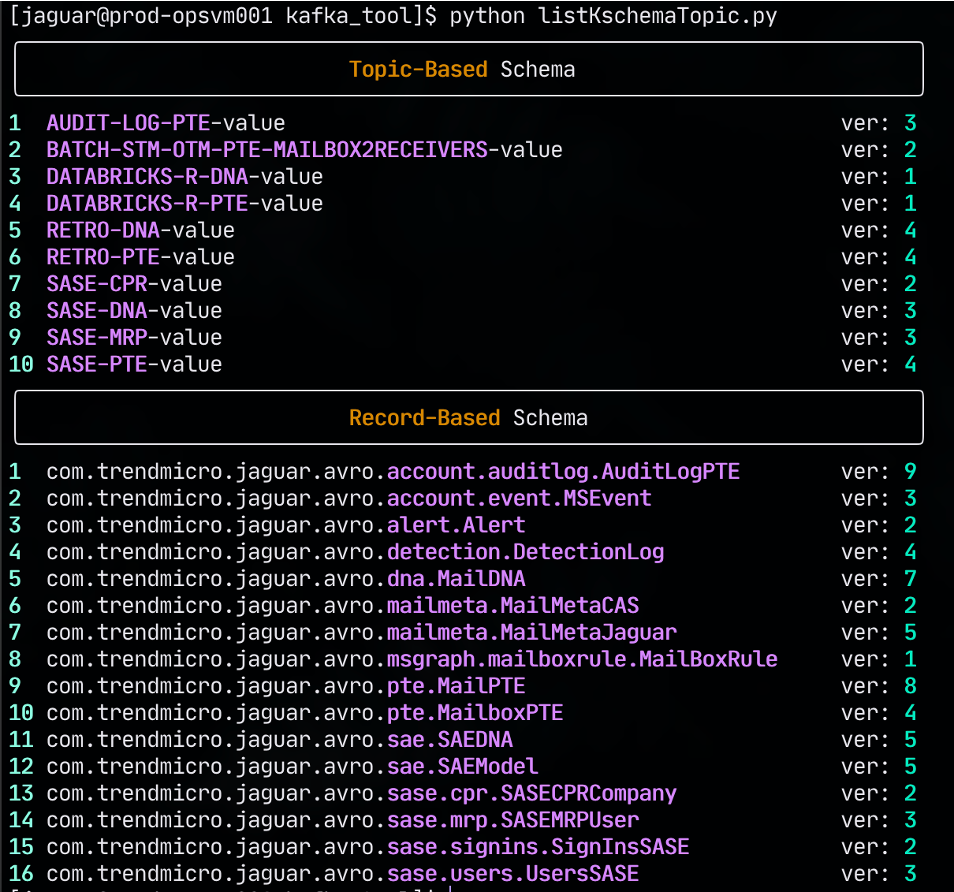 [jaguar@prod-opsvm001 kafka_tool]$ python listKschemaTopic.py
Topic-Based Schema
1 AUDIT-LOG-PTE-value ver: 3
2 BATCH-STM-OTM-PTE-MAILBOX2RECEIVERS-value ver: 2
3 DATABRICKS-R-DNA-value ver: 1
4 DATABRICKS-R-PTE-value ver: 1
5 RETRO-DNA-value ver: 4
6 RETRO-PTE-value ver: 4
7 SASE-CPR-value ver: 2
8 SASE-DNA-value ver: 3
9 SASE-MRP-value ver: 3
10 SASE-PTE-value ver: 4
Record-Based Schema
1 com.trendmicro.jaguar.avro.account.auditlog.AuditLogPTE ver: 9
2 com.trendmicro.jaguar.avro.account.event.MSEvent ver: 3
3 com.trendmicro.jaguar.avro.alert.Alert ver: 2
4 com.trendmicro.jaguar.avro.detection.DetectionLog ver: 4
5 com.trendmicro.jaguar.avro.dna.MailDNA ver: 7
6 com.trendmicro.jaguar.avro.mailmeta.MailMetaCAS ver: 2
7 com.trendmicro.jaguar.avro.mailmeta.MailMetaJaguar ver: 5
8 com.trendmicro.jaguar.avro.msgraph.mailboxrule.MailBoxRule ver: 1
9 com.trendmicro.jaguar.avro.pte.MailPTE ver: 8
10 com.trendmicro.jaguar.avro.pte.MailboxPTE ver: 4
11 com.trendmicro.jaguar.avro.sae.SAEDNA ver: 5
12 com.trendmicro.jaguar.avro.sae.SAEModel ver: 5
13 com.trendmicro.jaguar.avro.sase.cpr.SASECPRCompany ver: 2
14 com.trendmicro.jaguar.avro.sase.mrp.SASEMRPUser ver: 3
15 com.trendmicro.jaguar.avro.sase.signins.SignInsSASE ver: 2
16 com.trendmicro.jaguar.avro.sase.users.UsersSASE ver: 3